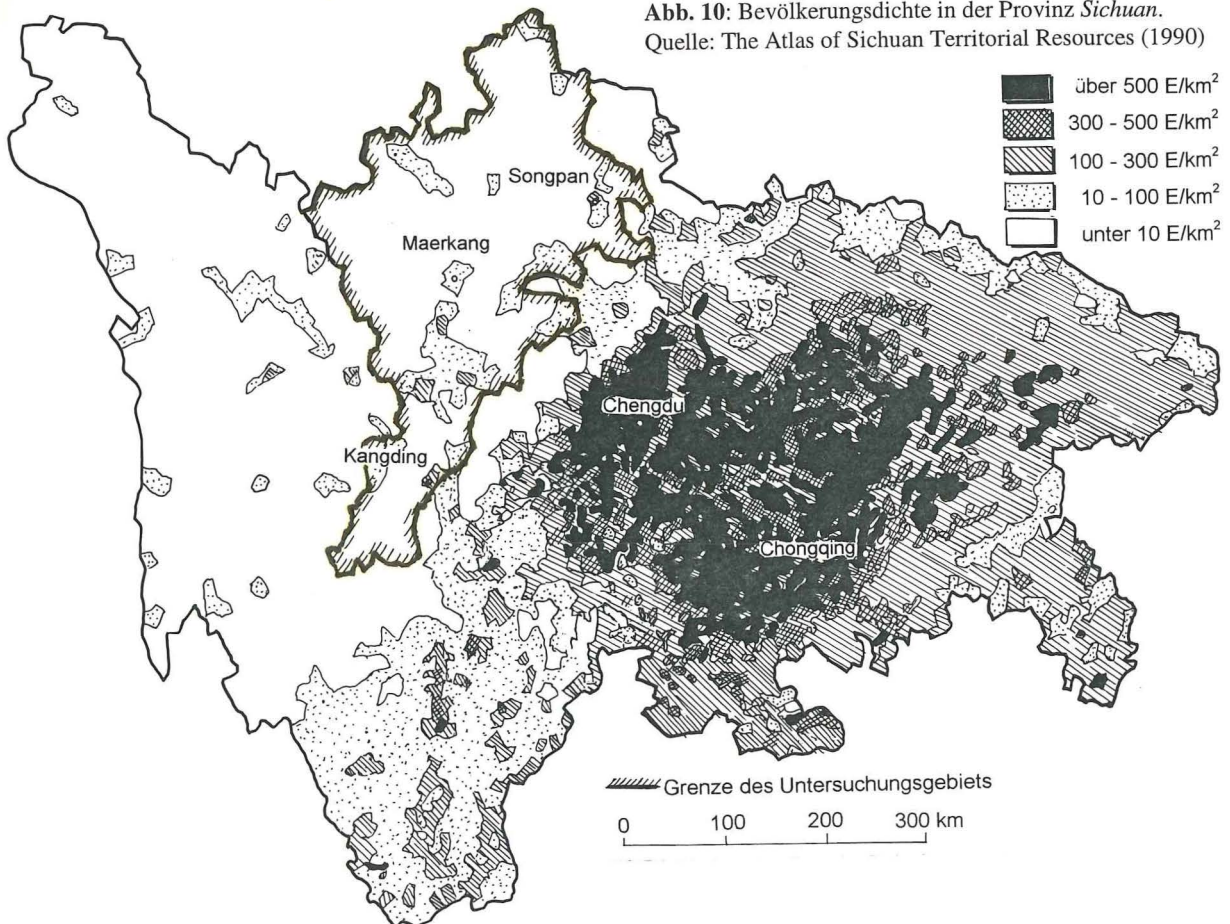 Abb. 10: Bevölkerungsdichte in der Provinz Sichuan.
Quelle: The Atlas of Sichuan Territorial Resources (1990)
über 500 E/km²
300 - 500 E/km²
100 - 300 E/km²
10 - 100 E/km²
unter 10 E/km²
Songpan
Maerkang
Chengdu
Kangding
Chongqing
Grenze des Untersuchungsgebiets
0 100 200 300 km